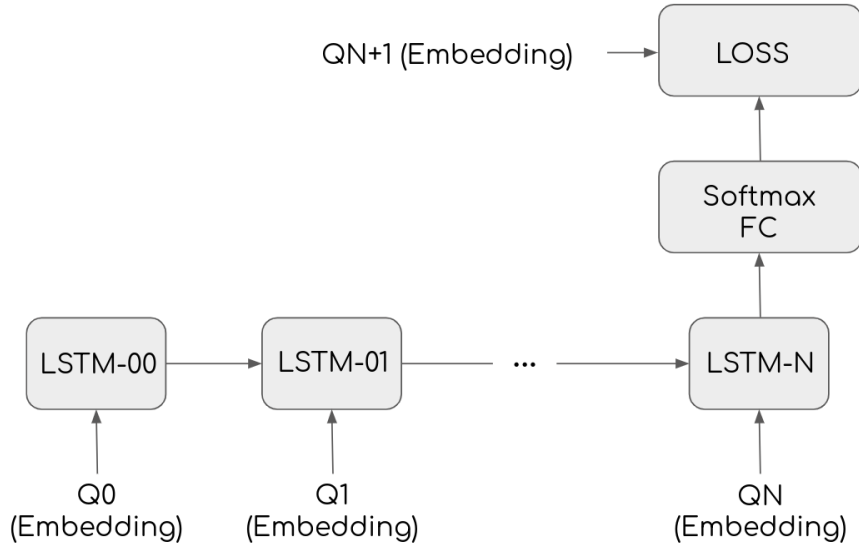 QN+1 (Embedding)
LOSS
Softmax
FC
LSTM-00
LSTM-01
...
LSTM-N
Q0
(Embedding)
Q1
(Embedding)
QN
(Embedding)